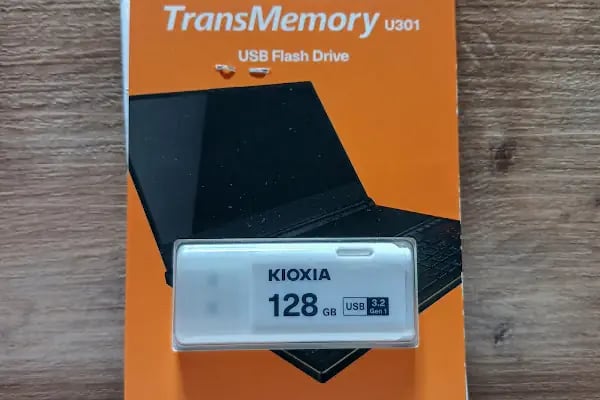 TransMemory U301
USB Flash Drive
KIOXIA
128 GB USB 3.2 Gen 1